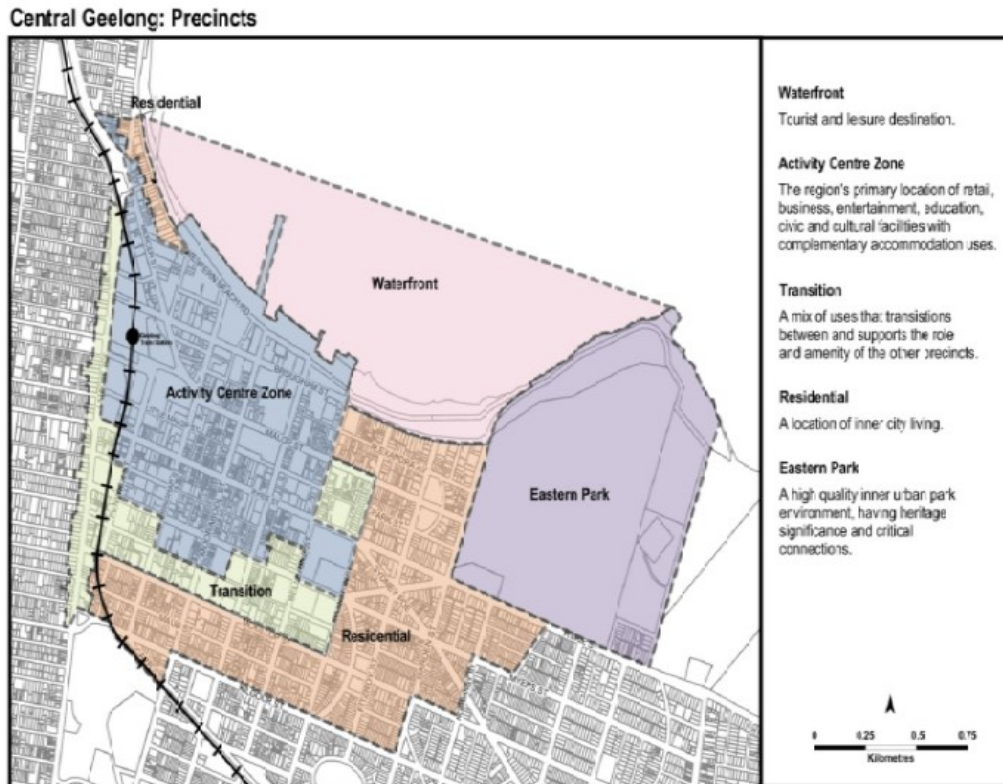 Central Geelong: Precincts
Residential
Waterfront
Activity Centre Zone
Eastern Park
Transition
Residential
Waterfront
Tourist and leisure destination.
Activity Centre Zone
The region's primary location of retail,
business, entertainment, education,
civic and cultural facilities with
complementary accommodation uses.
Transition
A mix of uses that transistions
between and supports the role
and amenity of the other precincts.
Residential
A location of inner city living.
Eastern Park
A high quality inner urban park
environment, having heritage
significance and critical
connections.
0 0.25 0.5 0.75
Kilometres